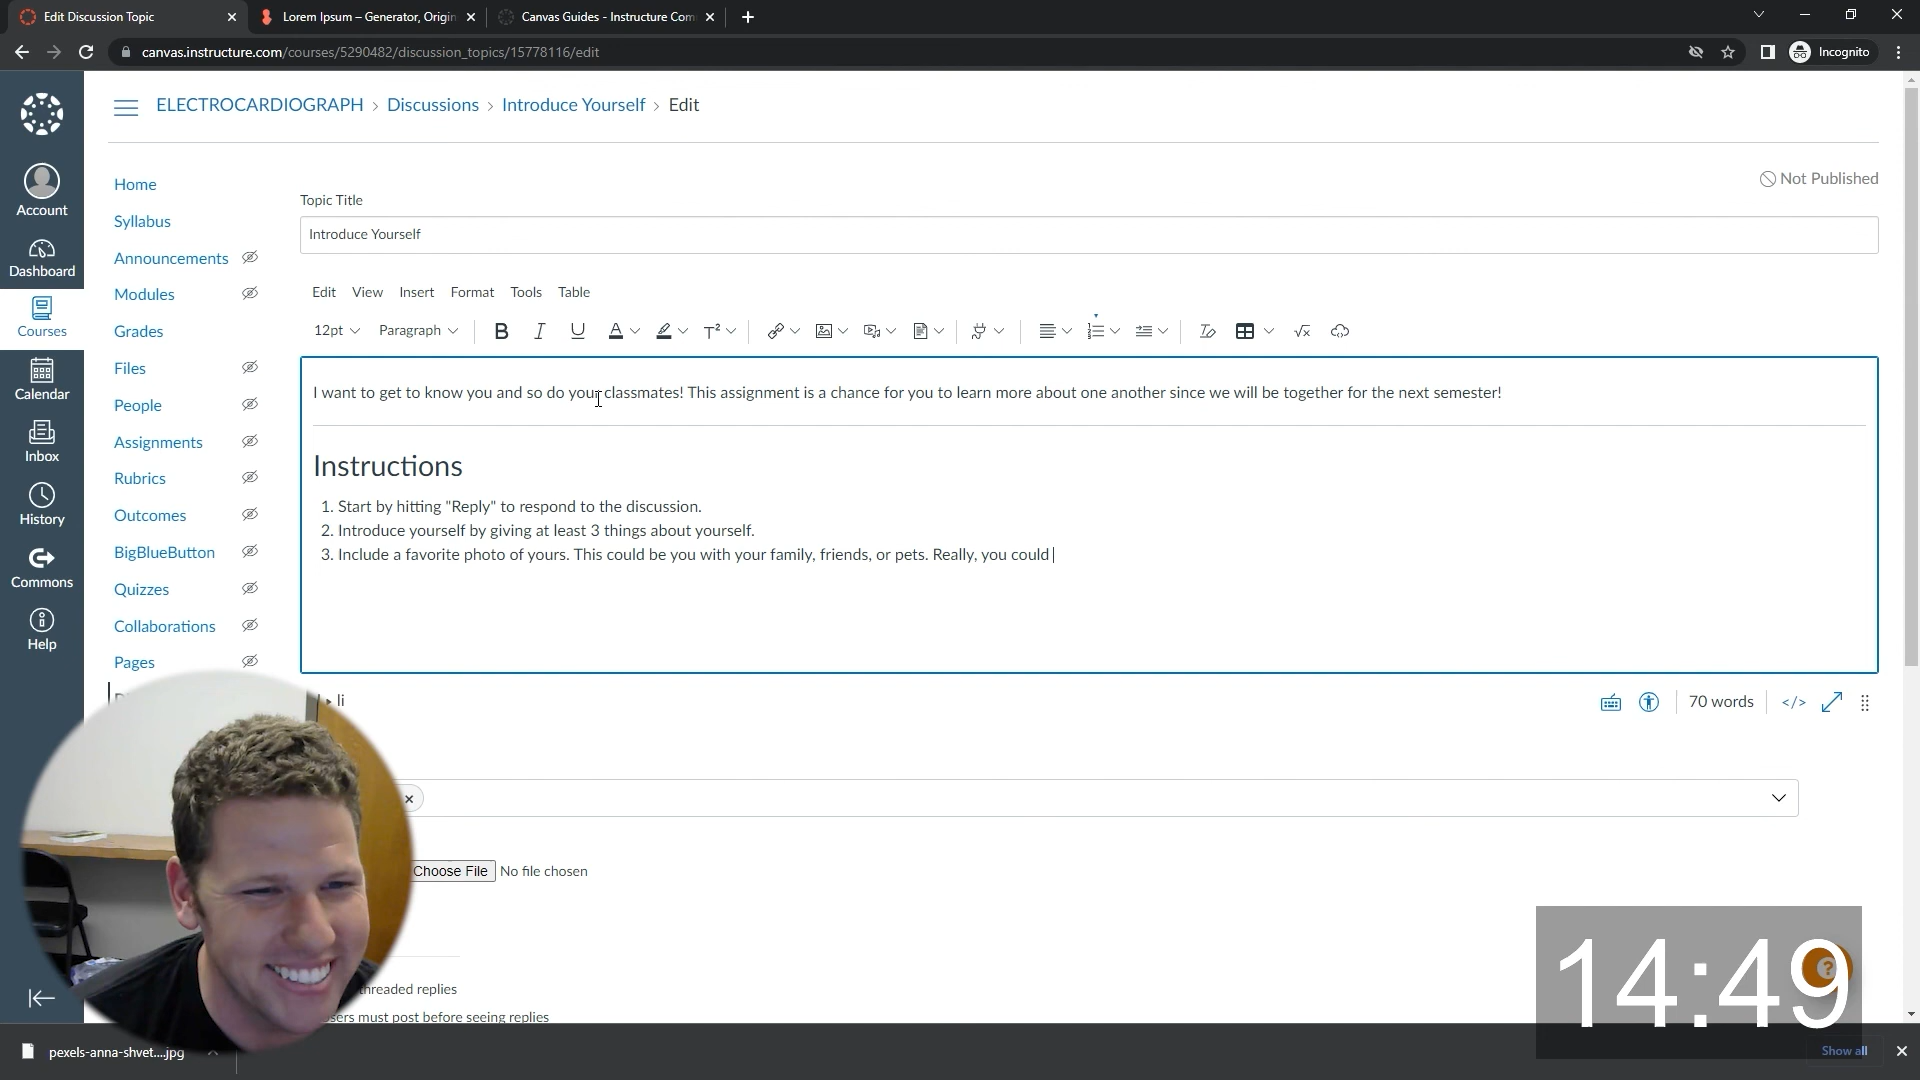 Edit Discussion Topic
Lorem Ipsum – Generator, Origin
Canvas Guides - Instructure Com
canvas.instructure.com/courses/5290482/discussion_topics/15778116/edit
Incognito
ELECTROCARDIOGRAPH > Discussions > Introduce Yourself > Edit
Account
Dashboard
Courses
Calendar
Inbox
History
Commons
Help
Home
Syllabus
Announcements
Modules
Grades
Files
People
Assignments
Rubrics
Outcomes
BigBlueButton
Quizzes
Collaborations
Pages
Not Published
Topic Title
Introduce Yourself
Edit View Insert Format Tools Table
12pt Paragraph B I U A T² √x
I want to get to know you and so do your classmates! This assignment is a chance for you to learn more about one another since we will be together for the next semester!
Instructions
1. Start by hitting "Reply" to respond to the discussion.
2. Introduce yourself by giving at least 3 things about yourself.
3. Include a favorite photo of yours. This could be you with your family, friends, or pets. Really, you could
li
70 words </>
Choose File No file chosen
threaded replies
must post before seeing replies
14:49
pexels-anna-shvet....jpg
Show all